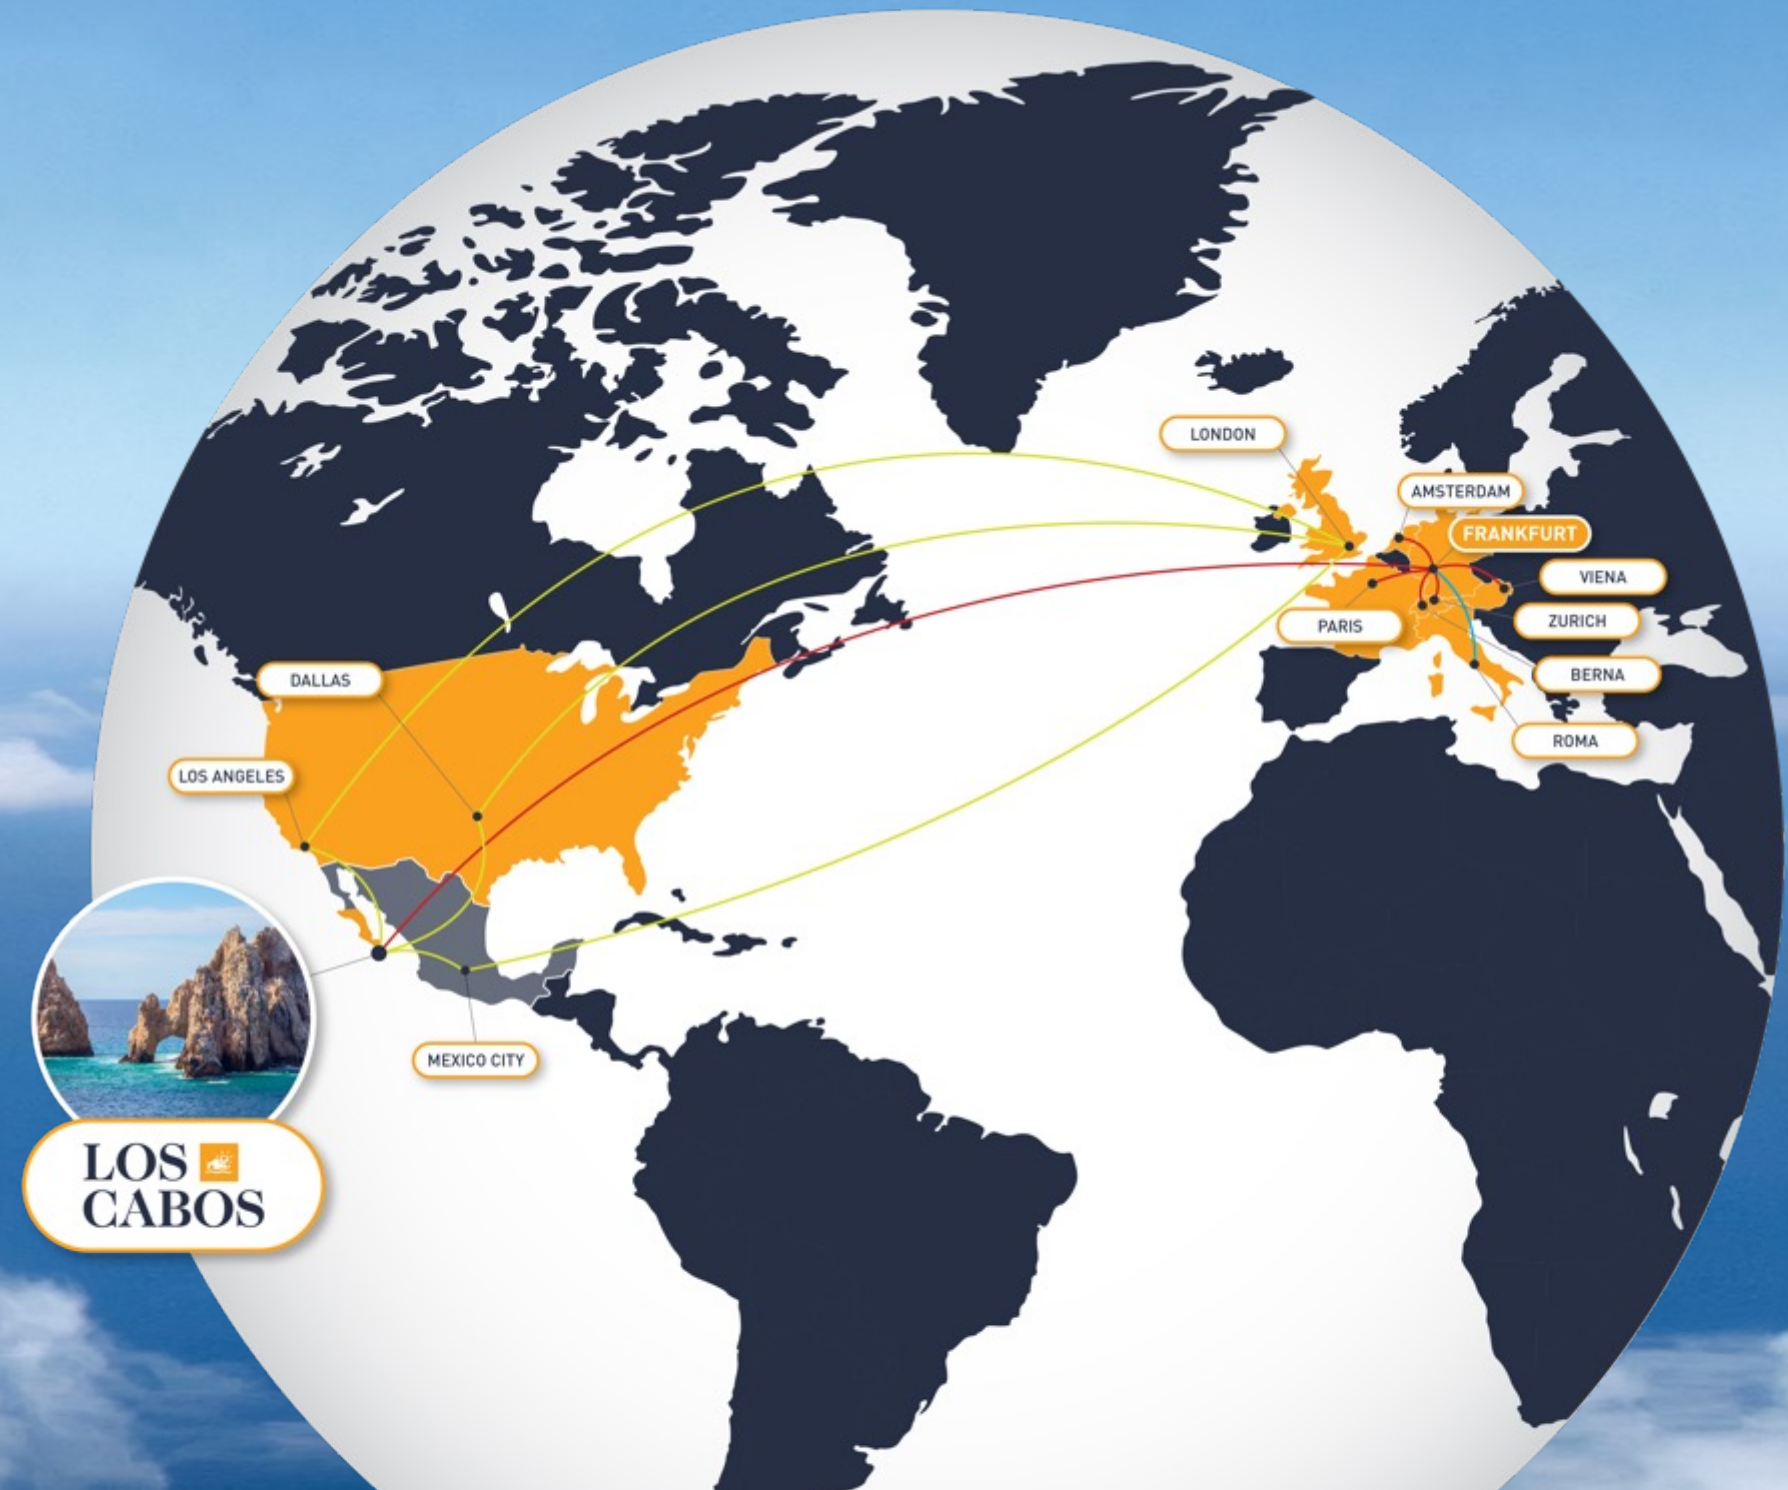 LONDON
AMSTERDAM
FRANKFURT
VIENA
ZURICH
PARIS
BERNA
ROMA
DALLAS
LOS ANGELES
MEXICO CITY
LOS
CABOS